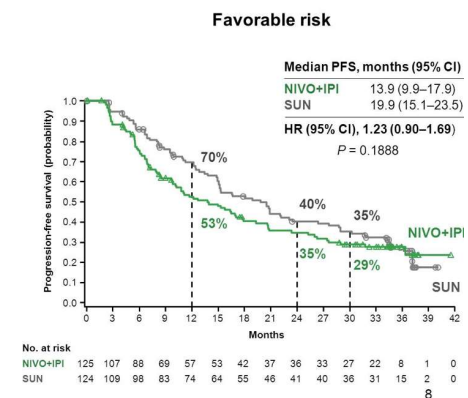 Favorable risk
Median PFS, months (95% CI)
NIVO+IPI 13.9 (9.9–17.9)
SUN 19.9 (15.1–23.5)
HR (95% CI), 1.23 (0.90–1.69)
P = 0.1888
Progression-free survival (probability)
1.0
0.9
0.8
0.7
0.6
0.5
0.4
0.3
0.2
0.1
0.0
70%
53%
40%
35%
35%
29%
NIVO+IPI
SUN
0 3 6 9 12 15 18 21 24 27 30 33 36 39 42
Months
No. at risk
NIVO+IPI 125 107 88 69 57 53 42 37 36 33 27 22 8 1 0
SUN 124 109 98 83 74 64 55 46 41 40 36 31 15 2 0
8